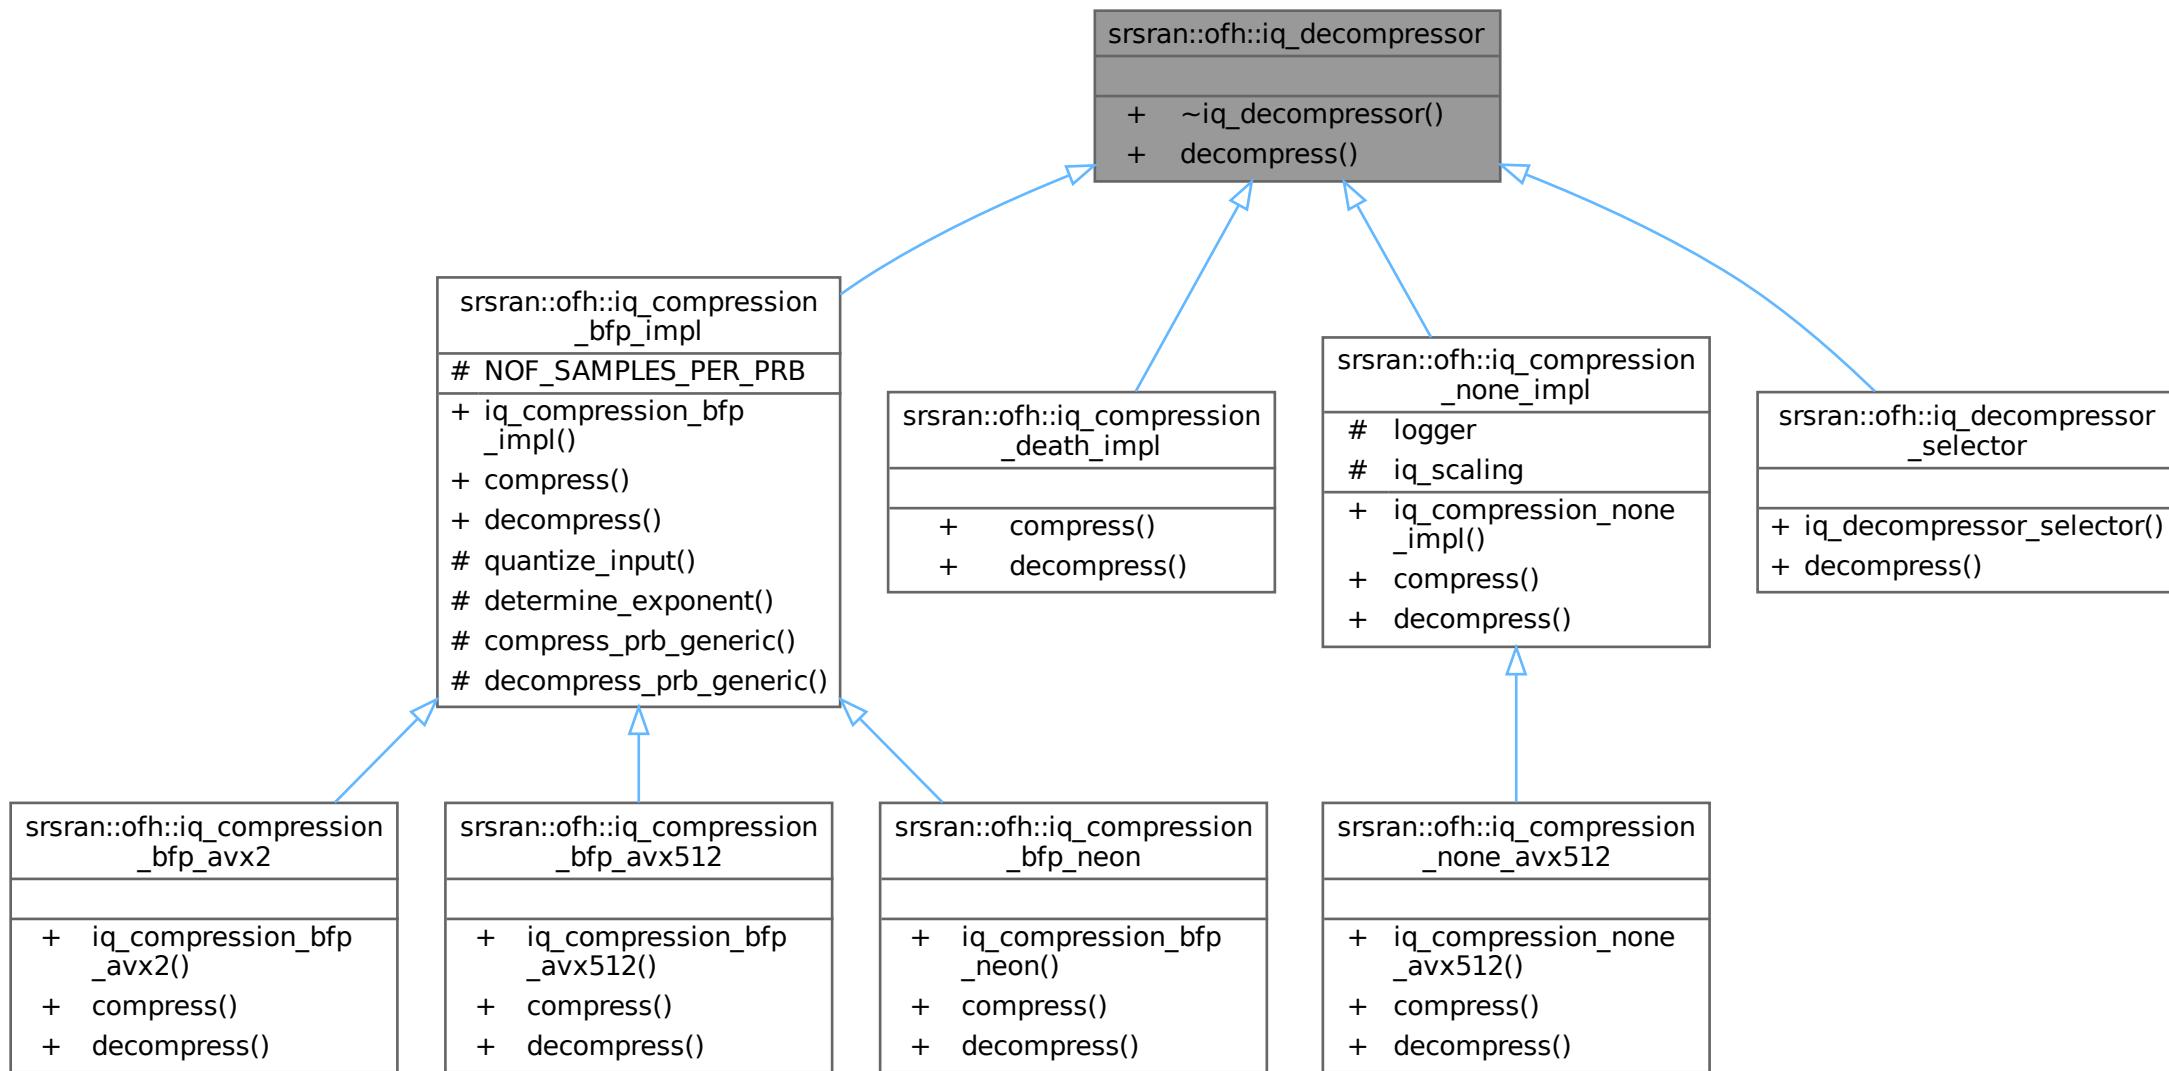 srsran::ofh::iq_decompressor
+ ~iq_decompressor()
+ decompress()
srsran::ofh::iq_compression
_bfp_impl
# NOF_SAMPLES_PER_PRB
+ iq_compression_bfp
_impl()
+ compress()
+ decompress()
# quantize_input()
# determine_exponent()
# compress_prb_generic()
# decompress_prb_generic()
srsran::ofh::iq_compression
_death_impl
+ compress()
+ decompress()
srsran::ofh::iq_compression
_none_impl
# logger
# iq_scaling
+ iq_compression_none
_impl()
+ compress()
+ decompress()
srsran::ofh::iq_decompressor
_selector
+ iq_decompressor_selector()
+ decompress()
srsran::ofh::iq_compression
_bfp_avx2
+ iq_compression_bfp
_avx2()
+ compress()
+ decompress()
srsran::ofh::iq_compression
_bfp_avx512
+ iq_compression_bfp
_avx512()
+ compress()
+ decompress()
srsran::ofh::iq_compression
_bfp_neon
+ iq_compression_bfp
_neon()
+ compress()
+ decompress()
srsran::ofh::iq_compression
_none_avx512
+ iq_compression_none
_avx512()
+ compress()
+ decompress()